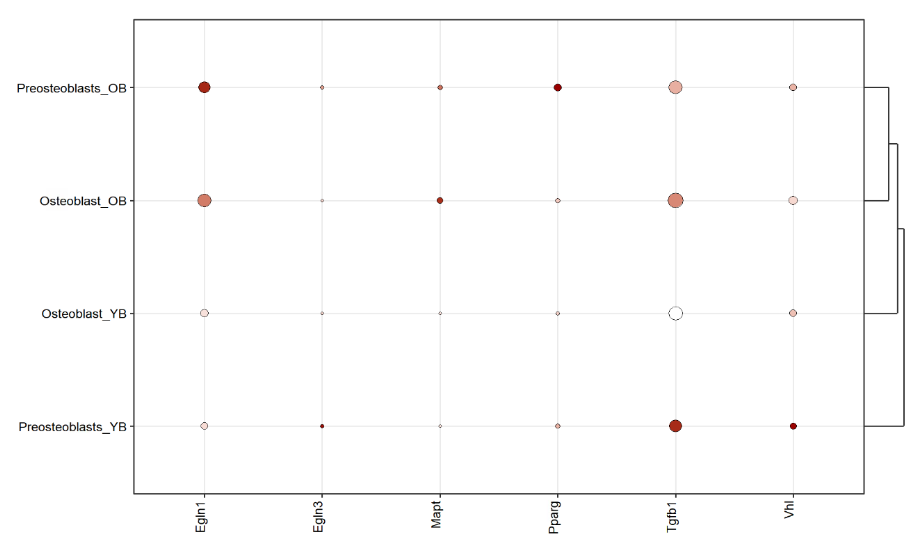 Preosteoblasts_OB
Osteoblast_OB
Osteoblast_YB
Preosteoblasts_YB
Egln1
Egln3
Mapt
Pparg
Tgfb1
Vhl